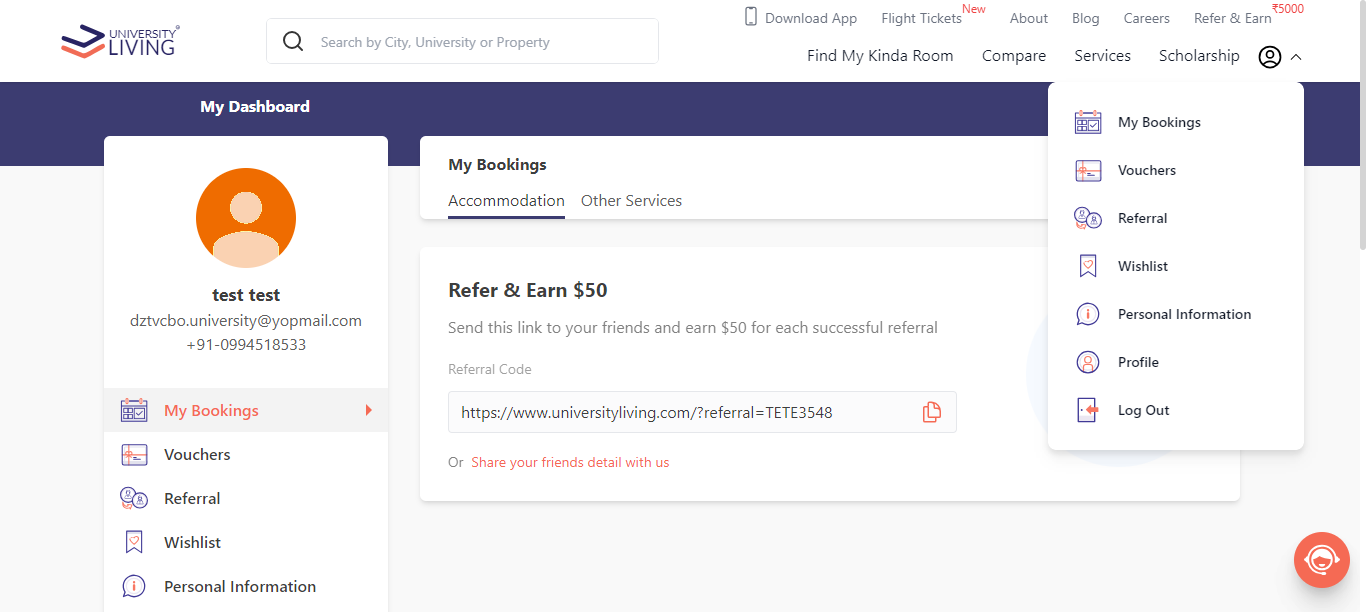 UNIVERSITY®
LIVING
Search by City, University or Property
Download App
Flight Tickets
New
About
Blog
Careers
Refer & Earn
₹5000
Find My Kinda Room
Compare
Services
Scholarship
My Dashboard
test test
dztvcbo.university@yopmail.com
+91-0994518533
My Bookings
Vouchers
Referral
Wishlist
Personal Information
My Bookings
Accommodation
Other Services
Refer & Earn $50
Send this link to your friends and earn $50 for each successful referral
Referral Code
https://www.universityliving.com/?referral=TETE3548
Or Share your friends detail with us
My Bookings
Vouchers
Referral
Wishlist
Personal Information
Profile
Log Out